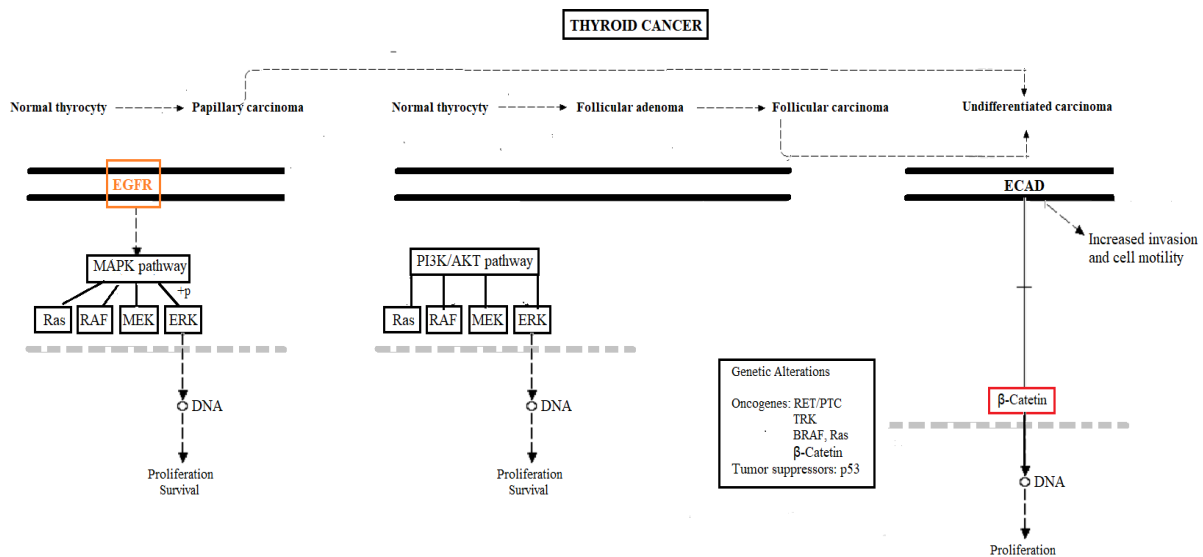 THYROID CANCER
Normal thyrocyty
Papillary carcinoma
Normal thyrocyty
Follicular adenoma
Follicular carcinoma
Undifferentiated carcinoma
EGFR
ECAD
Increased invasion
and cell motility
MAPK pathway
+p
Ras
RAF
MEK
ERK
PI3K/AKT pathway
Ras
RAF
MEK
ERK
DNA
Proliferation
Survival
DNA
Proliferation
Survival
Genetic Alterations
Oncogenes: RET/PTC
TRK
BRAF, Ras
β-Catetin
Tumor suppressors: p53
β-Catetin
DNA
Proliferation